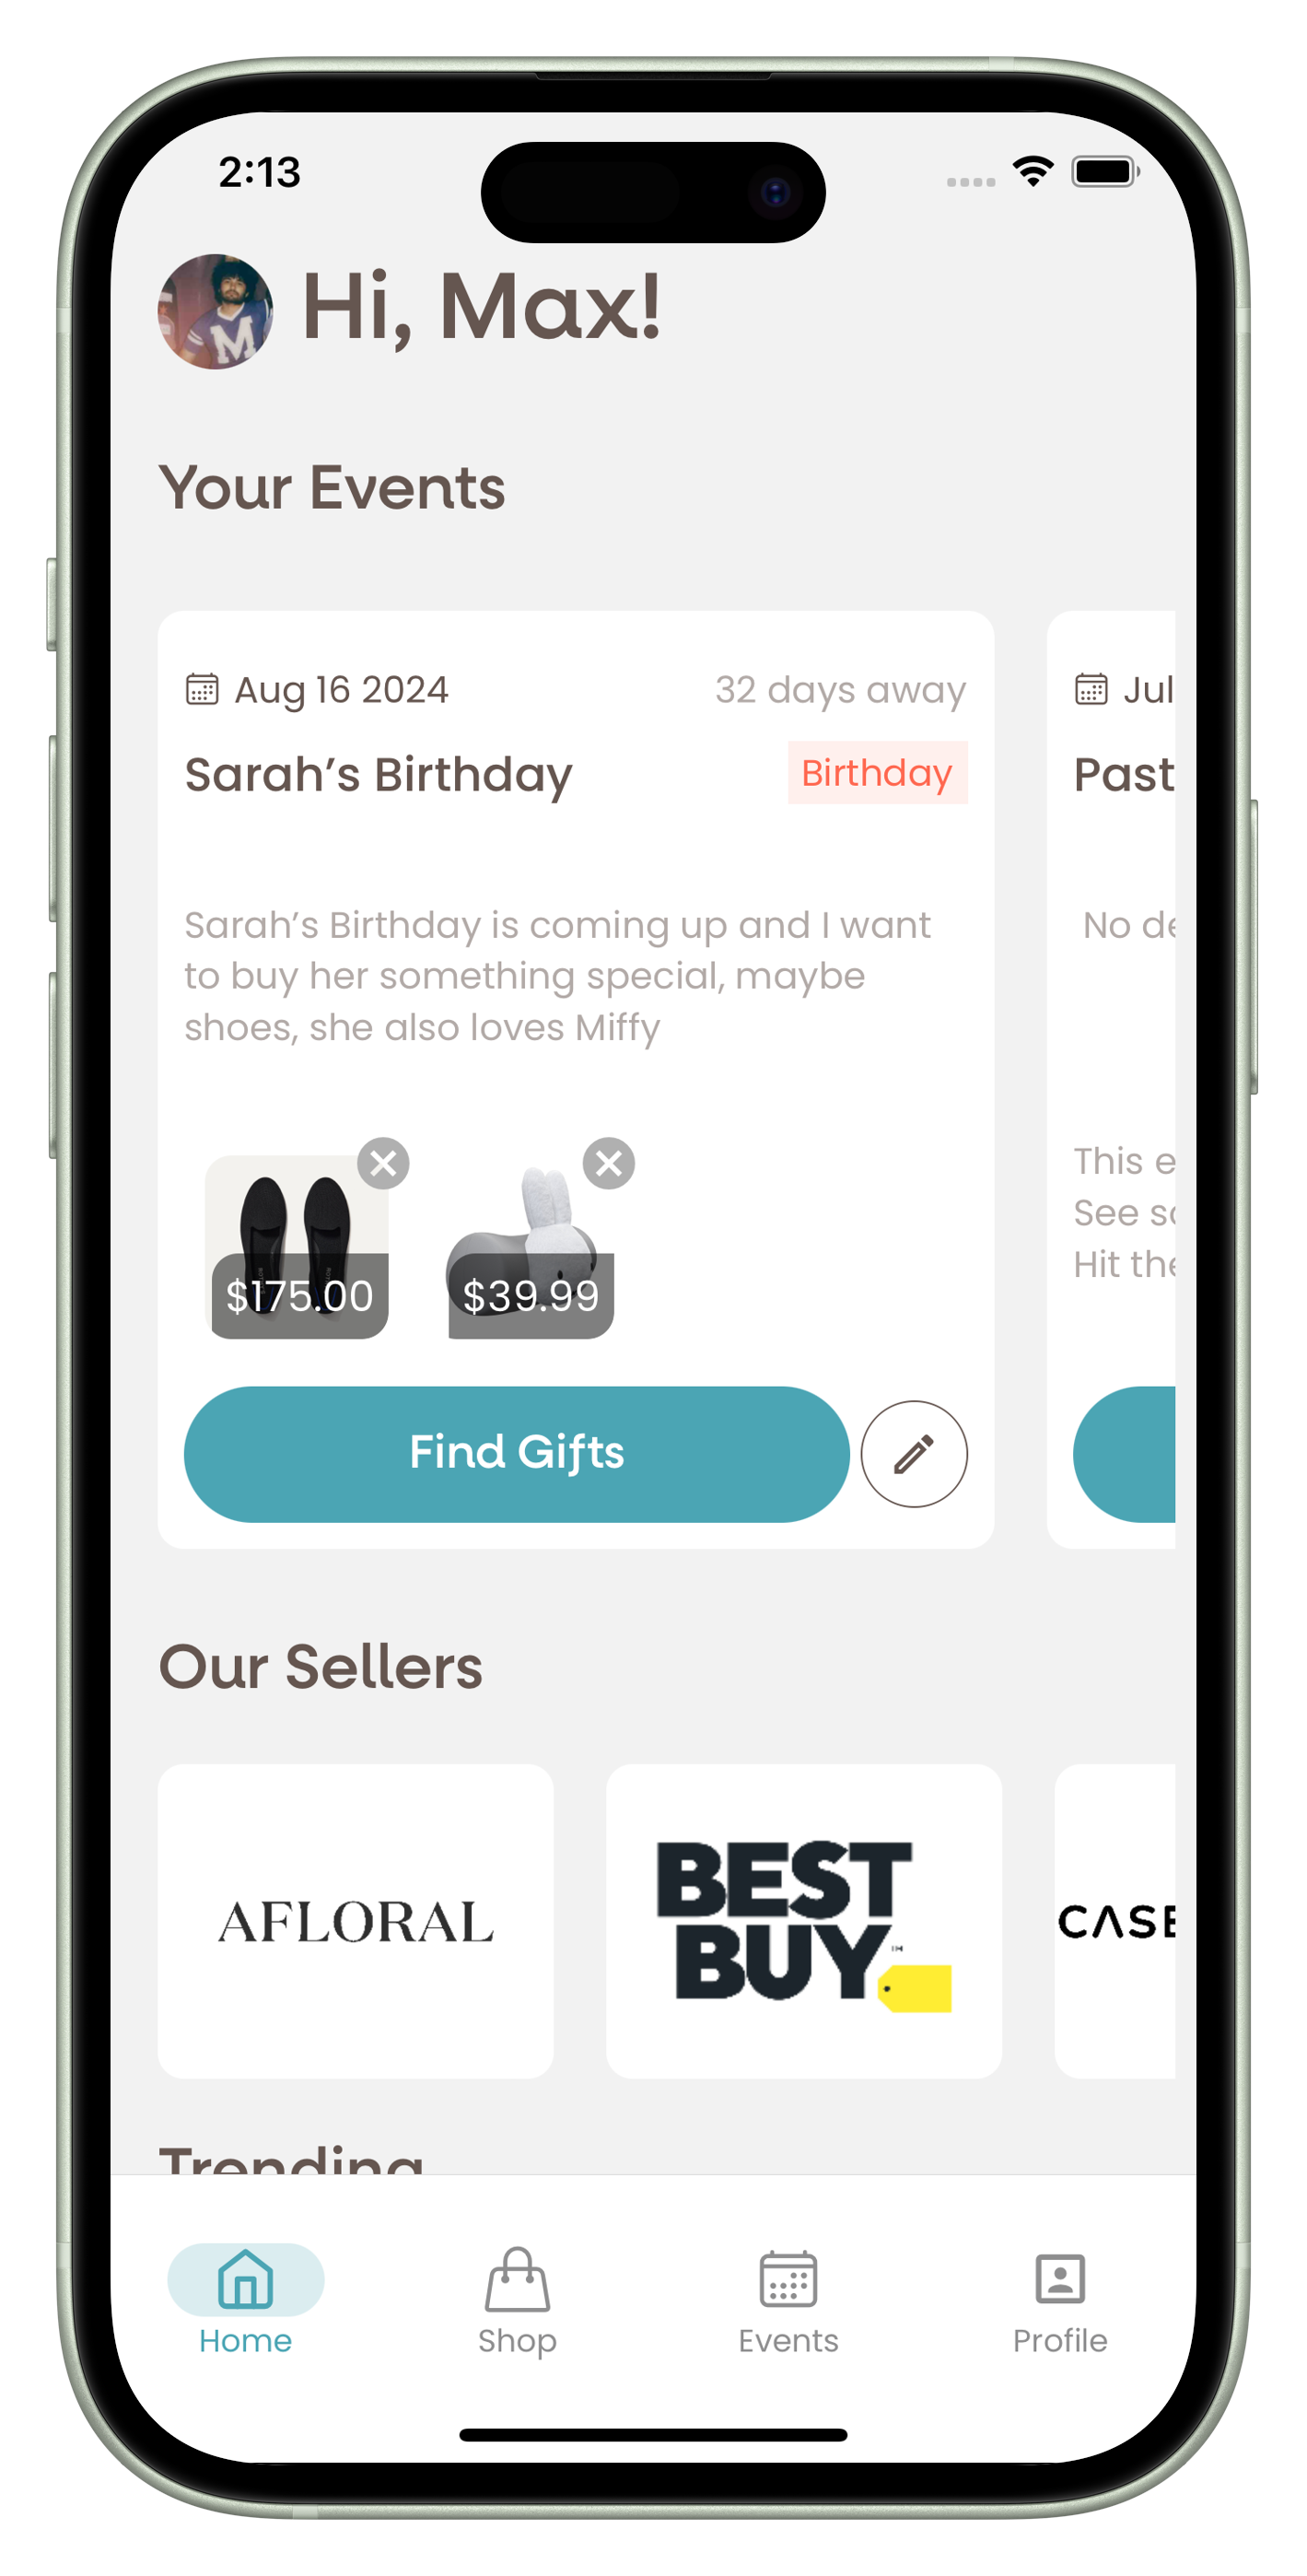 2:13
Hi, Max!
Your Events
Aug 16 2024
32 days away
Sarah’s Birthday
Birthday
Sarah’s Birthday is coming up and I want
to buy her something special, maybe
shoes, she also loves Miffy
$175.00
$39.99
Find Gifts
Jul
Past
No de
This e
See so
Hit the
Our Sellers
AFLORAL
BEST
BUY
CASE
Trending
Home
Shop
Events
Profile